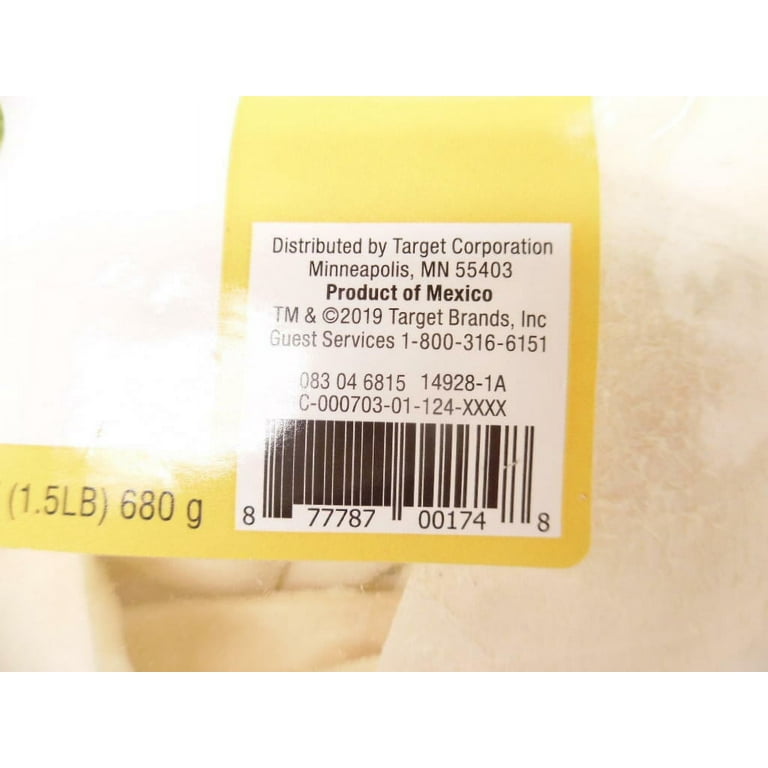 Distributed by Target Corporation
Minneapolis, MN 55403
Product of Mexico
TM & ©2019 Target Brands, Inc
Guest Services 1-800-316-6151
083 04 6815 14928-1A
C-000703-01-124-XXXX
(1.5LB) 680 g
8 77787 00174 8